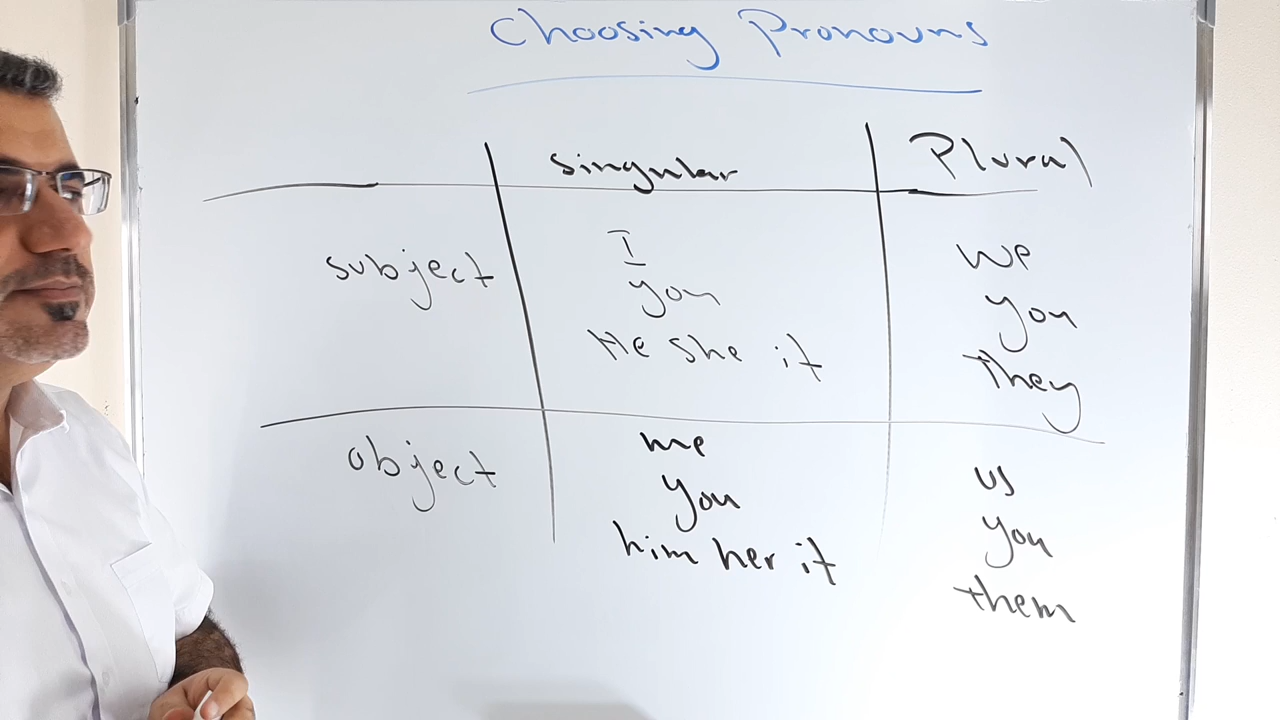 Choosing Pronouns
singular Plural
subject
I we
you you
He she it they
object
me us
you you
him her it them